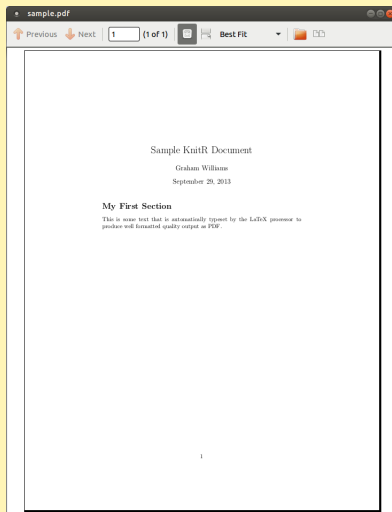 sample.pdf
Previous Next 1 (1 of 1) Best Fit
Sample KnitR Document
Graham Williams
September 29, 2013
My First Section
This is some text that is automatically typeset by the LaTeX processor to
produce well formatted quality output as PDF.
1